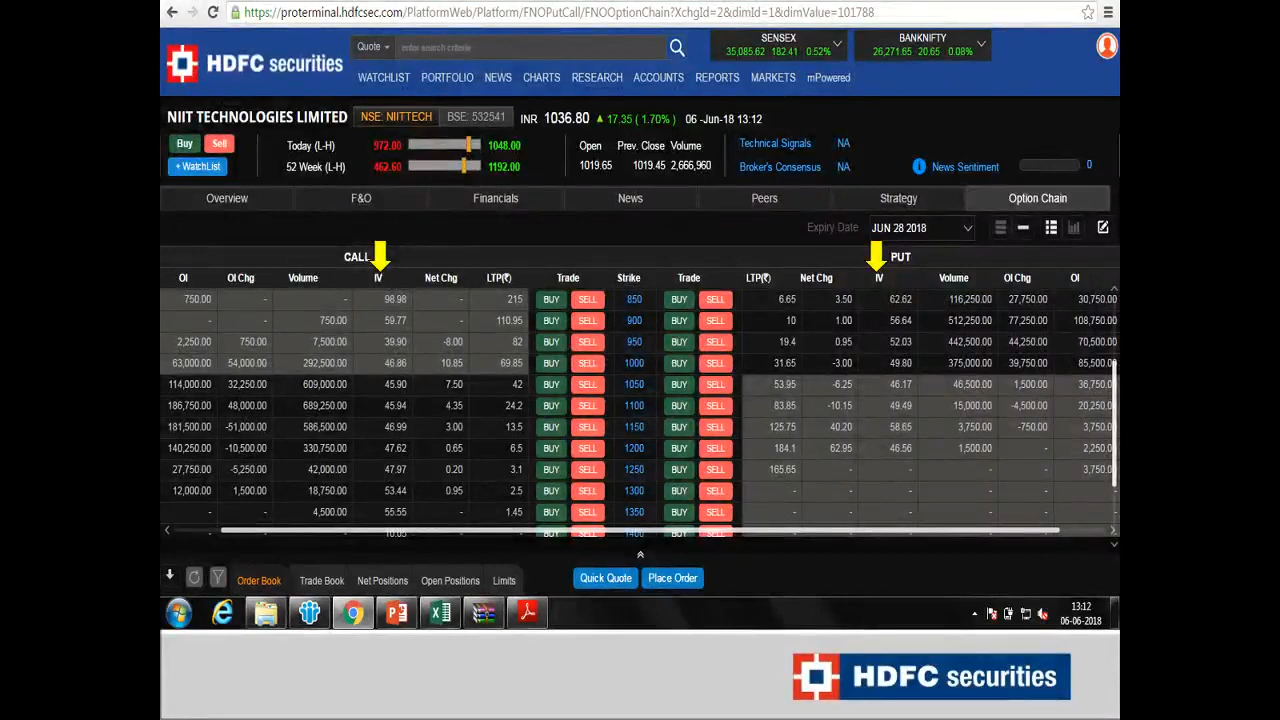 https://proterminal.hdfcsec.com/PlatformWeb/Platform/FNOPutCall/FNOOptionChain?XchgId=2&dimId=1&dimValue=101788
HDFC securities
Quote enter search criteria
SENSEX
35,085.62 182.41 0.52%
BANKNIFTY
26,271.65 20.65 0.08%
WATCHLIST PORTFOLIO NEWS CHARTS RESEARCH ACCOUNTS REPORTS MARKETS mPowered
NIIT TECHNOLOGIES LIMITED NSE: NIITTECH BSE: 532541 INR 1036.80 ▲ 17.35 ( 1.70% ) 06 -Jun-18 13:12
Buy Sell Today (L-H) 972.00 1048.00 Open Prev. Close Volume Technical Signals NA
+ WatchList 52 Week (L-H) 462.60 1192.00 1019.65 1019.45 2,666,960 Broker's Consensus NA News Sentiment 0
Overview F&O Financials News Peers Strategy Option Chain
Expiry Date JUN 28 2018
CALL PUT
OI OI Chg Volume IV Net Chg LTP(₹) Trade Strike Trade LTP(₹) Net Chg IV Volume OI Chg OI
750.00 - - 98.98 - 215 BUY SELL 850 BUY SELL 6.65 3.50 62.62 116,250.00 27,750.00 30,750.00
- - 750.00 59.77 - 110.95 BUY SELL 900 BUY SELL 10 1.00 56.64 512,250.00 77,250.00 108,750.00
2,250.00 750.00 7,500.00 39.90 -8.00 82 BUY SELL 950 BUY SELL 19.4 0.95 52.03 442,500.00 44,250.00 70,500.00
63,000.00 54,000.00 292,500.00 46.86 10.85 69.85 BUY SELL 1000 BUY SELL 31.65 -3.00 49.80 375,000.00 39,750.00 85,500.00
114,000.00 32,250.00 609,000.00 45.90 7.50 42 BUY SELL 1050 BUY SELL 53.95 -6.25 46.17 46,500.00 1,500.00 36,750.0
186,750.00 48,000.00 689,250.00 45.94 4.35 24.2 BUY SELL 1100 BUY SELL 83.85 -10.15 49.49 15,000.00 -4,500.00 20,250.0
181,500.00 -51,000.00 586,500.00 46.99 3.00 13.5 BUY SELL 1150 BUY SELL 125.75 40.20 58.65 3,750.00 -750.00 3,750.0
140,250.00 -10,500.00 330,750.00 47.62 0.65 6.5 BUY SELL 1200 BUY SELL 184.1 62.95 46.56 1,500.00 - 2,250.0
27,750.00 -5,250.00 42,000.00 47.97 0.20 3.1 BUY SELL 1250 BUY SELL 165.65 - - - - 3,750.0
12,000.00 1,500.00 18,750.00 53.44 0.95 2.5 BUY SELL 1300 BUY SELL - - - - -
- - 4,500.00 55.55 - 1.45 BUY SELL 1350 BUY SELL - - - - -
BUY SELL 1400 BUY SELL
Order Book Trade Book Net Positions Open Positions Limits Quick Quote Place Order
13:12
06-06-2018
HDFC securities